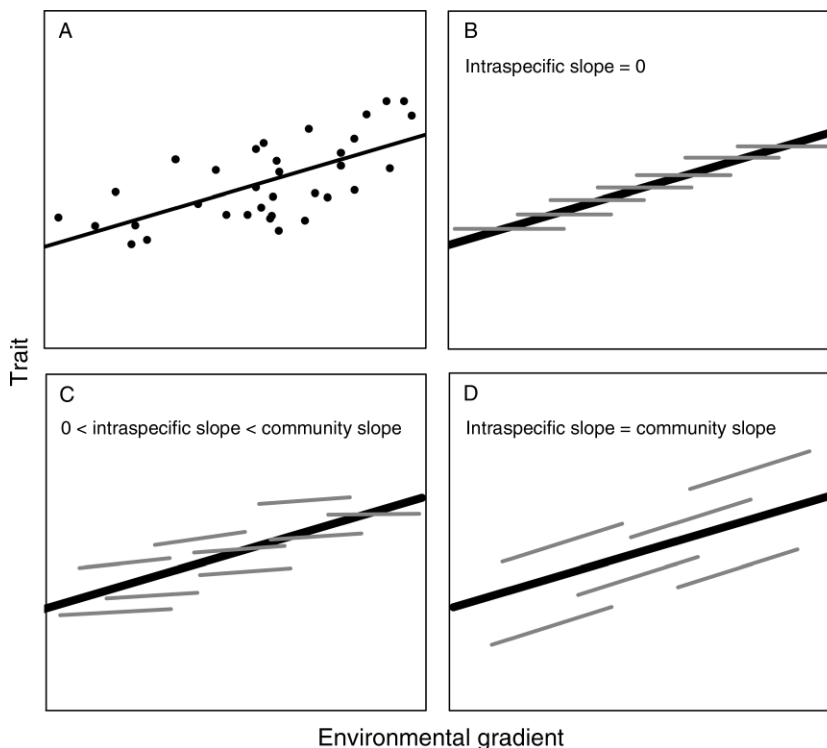 A
B
Intraspecific slope = 0
Trait
C
0 < intraspecific slope < community slope
D
Intraspecific slope = community slope
Environmental gradient